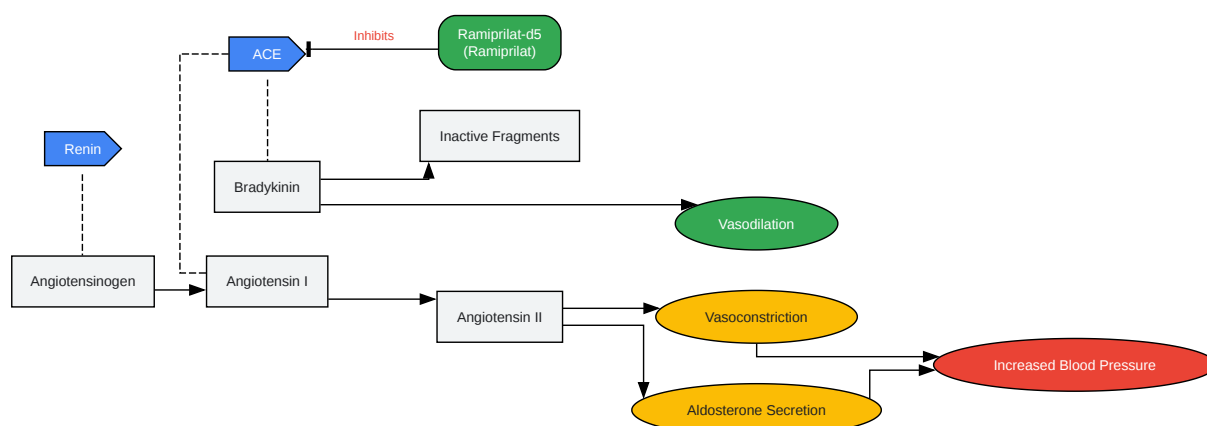 Inhibits
Ramiprilat-d5
(Ramiprilat)
ACE
Inactive Fragments
Renin
Bradykinin
Vasodilation
Angiotensinogen
Angiotensin I
Angiotensin II
Vasoconstriction
Increased Blood Pressure
Aldosterone Secretion